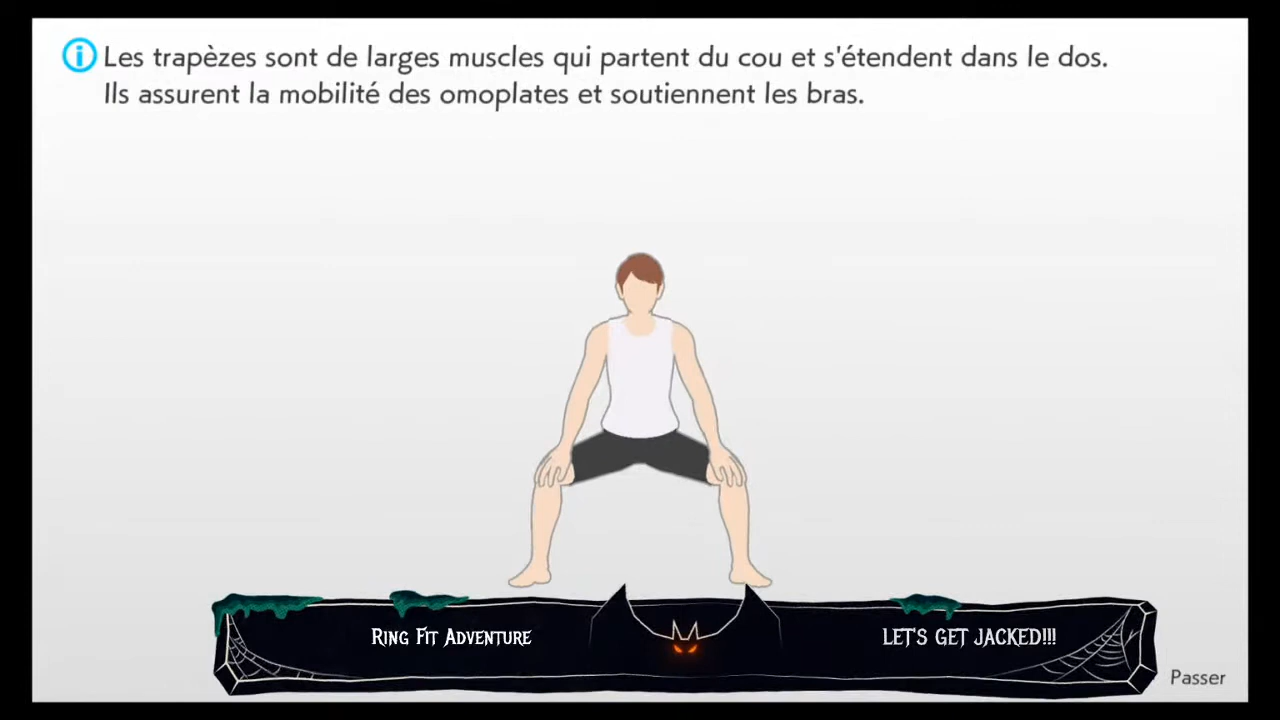 Les trapèzes sont de larges muscles qui partent du cou et s'étendent dans le dos.
Ils assurent la mobilité des omoplates et soutiennent les bras.
Ring Fit Adventure
LET'S GET JACKED!!!
Passer